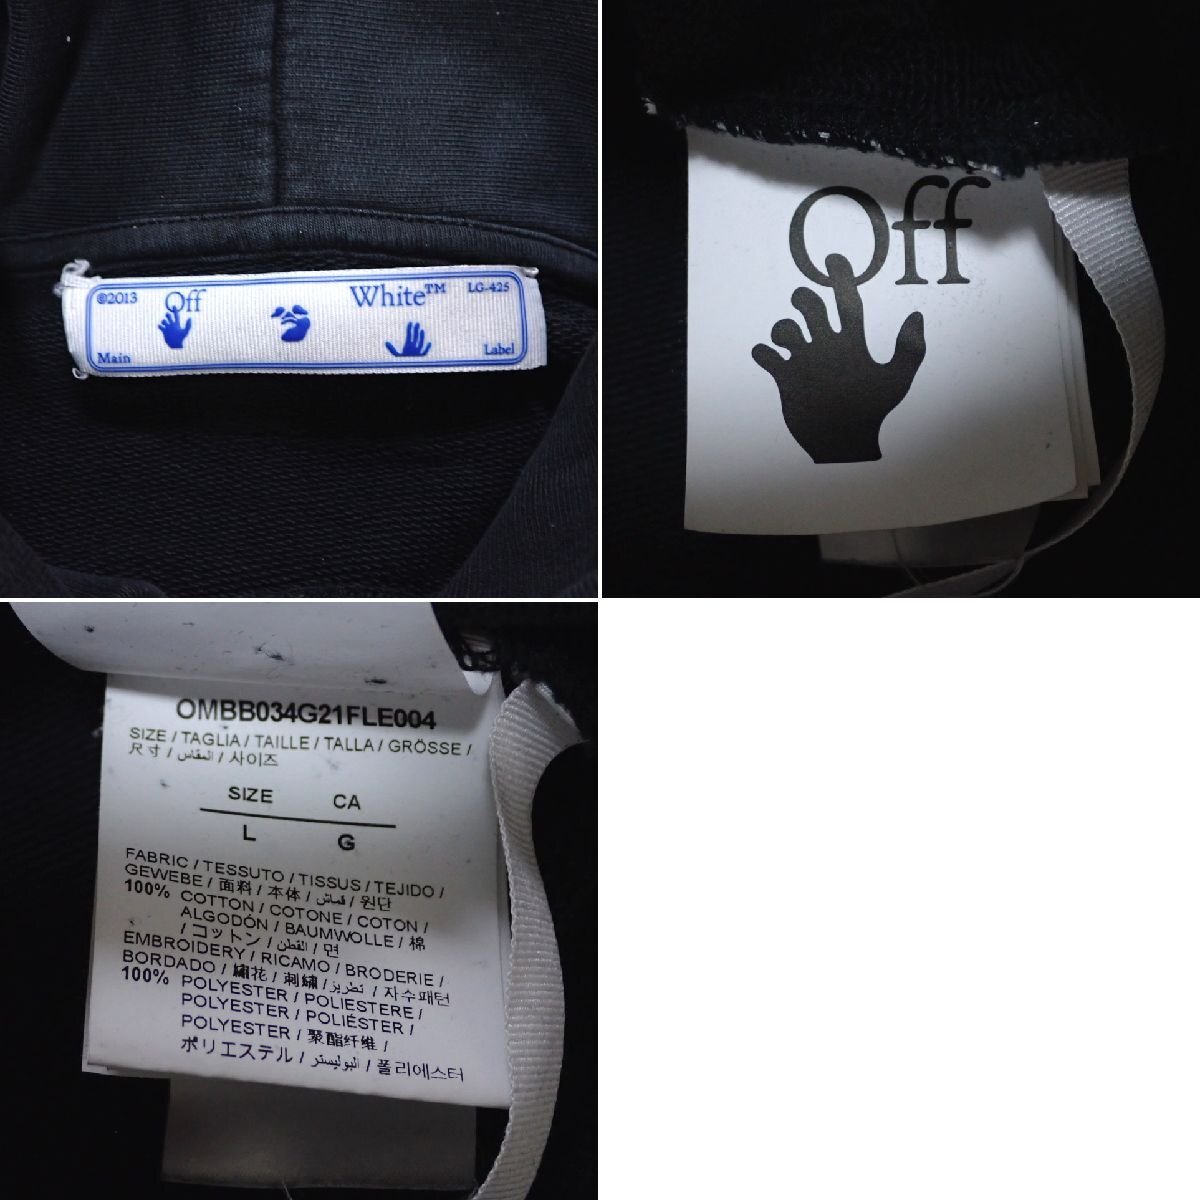 ©2013 Off White™ LG-425
Main Label
Off
OMBB034G21FLE004
SIZE / TAGLIA / TAILLE / TALLA / GRÖSSE /
尺寸 / المقاس / 사이즈
SIZE CA
L G
FABRIC / TESSUTO / TISSUS / TEJIDO /
GEWEBE / 面料 / 本体 / قماش / 원단
100% COTTON / COTONE / COTON /
ALGODÓN / BAUMWOLLE / 棉
/ コットン / القطن / 면
EMBROIDERY / RICAMO / BRODERIE /
BORDADO / 繡花 / 刺繍 / تطريز / 자수패턴
100% POLYESTER / POLIESTERE /
POLYESTER / POLIÉSTER /
POLYESTER / 聚酯纤维 /
ポリエステル / البوليستر / 폴리에스터